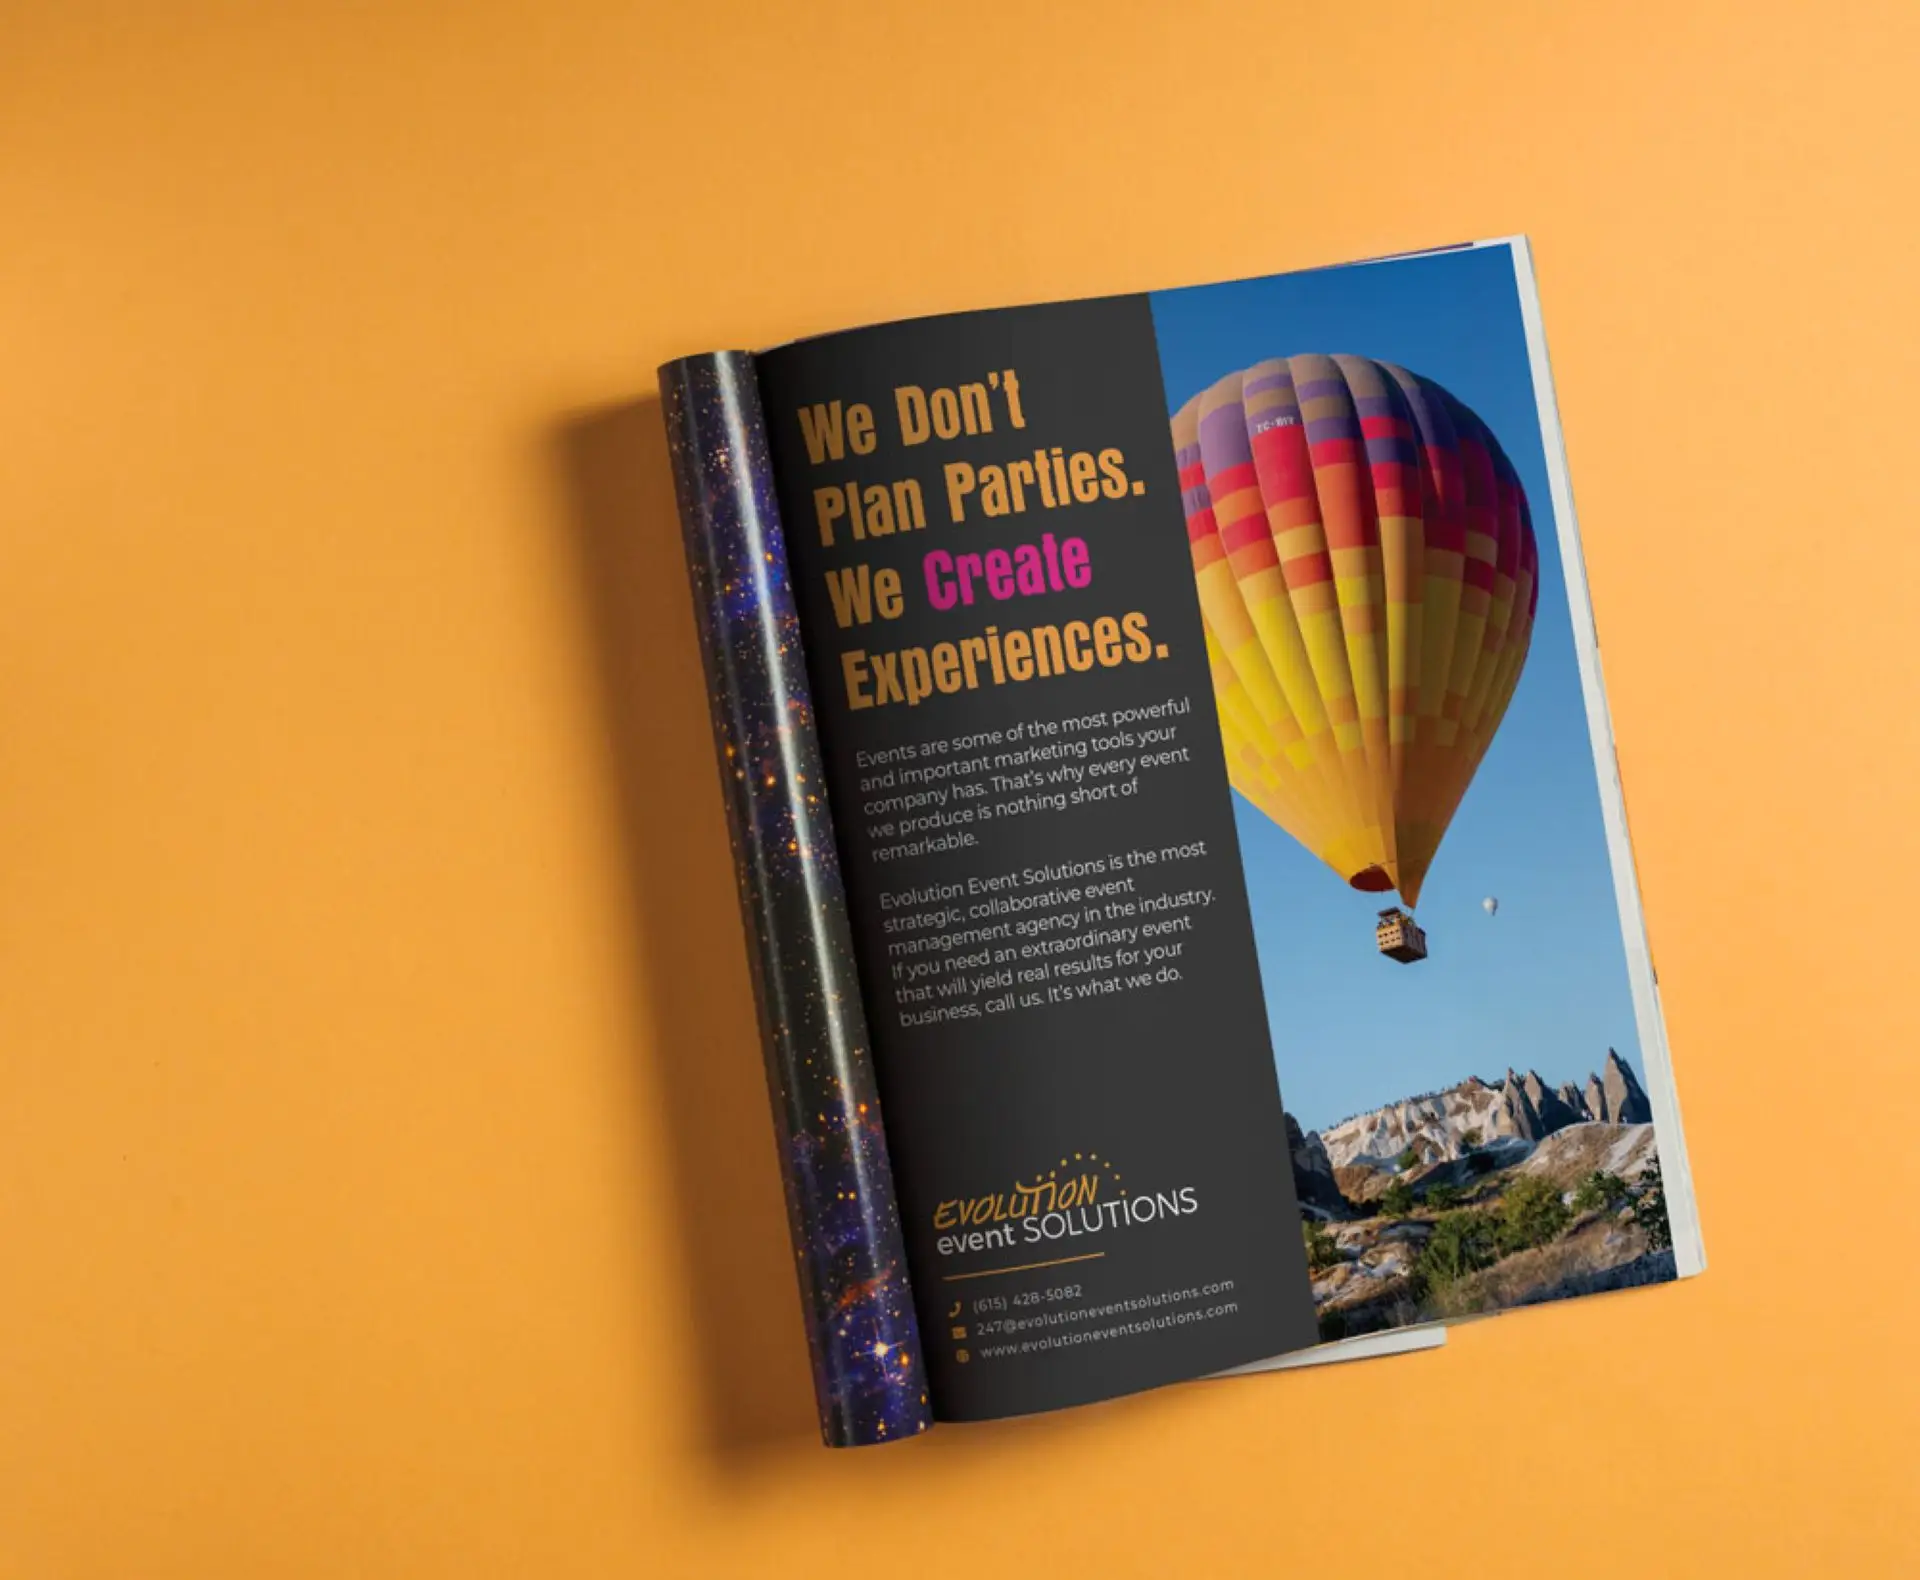 We Don't
Plan Parties.
We Create
Experiences.
Events are some of the most powerful
and important marketing tools your
company has. That's why every event
we produce is nothing short of
remarkable.
Evolution Event Solutions is the most
strategic, collaborative event
management agency in the industry.
If you need an extraordinary event
that will yield real results for your
business, call us. It's what we do.
EVOLUTION
event SOLUTIONS
(615) 428-5082
247@evolutioneventsolutions.com
www.evolutioneventsolutions.com